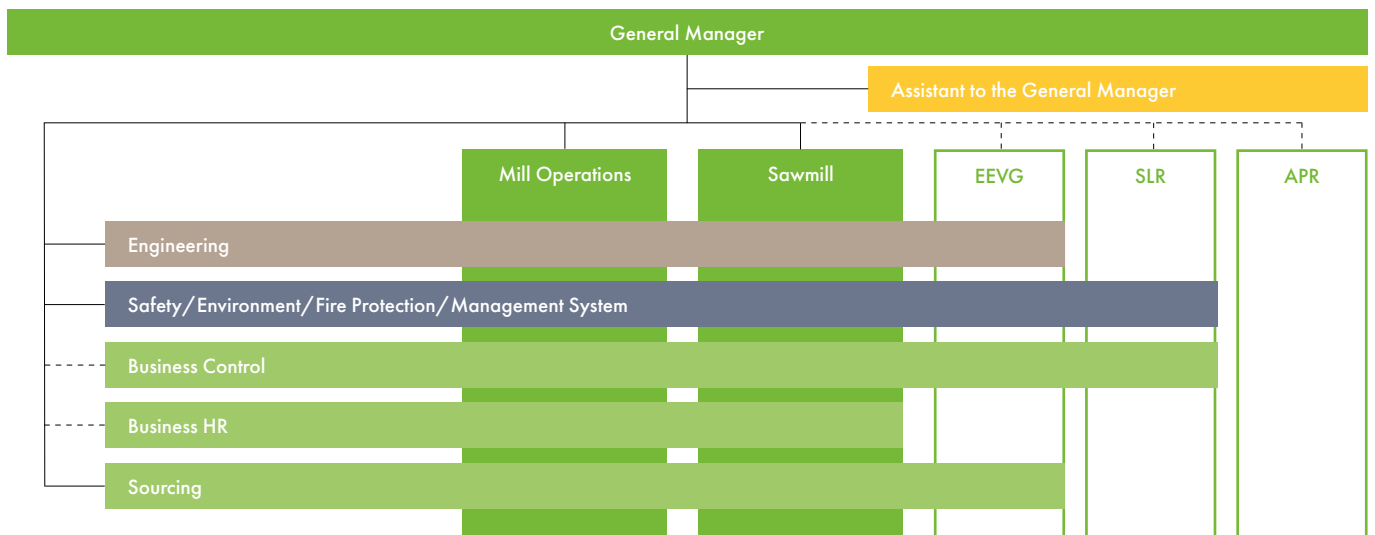 General Manager
Assistant to the General Manager
Mill Operations
Sawmill
EEVG
SLR
APR
Engineering
Safety/Environment/Fire Protection/Management System
Business Control
Business HR
Sourcing